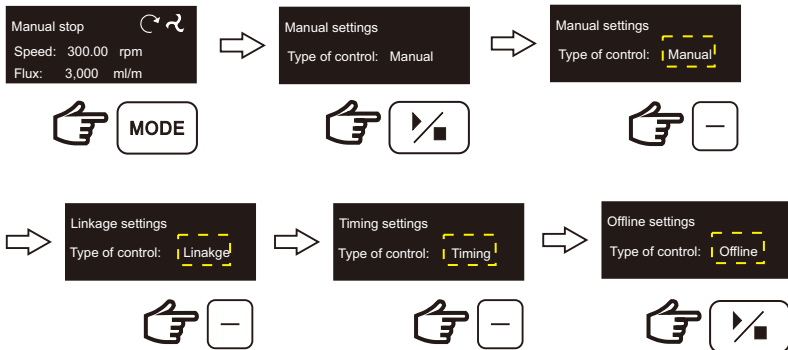 Manual stop
Speed: 300.00 rpm
Flux: 3,000 ml/m
MODE
Manual settings
Type of control: Manual
Manual settings
Type of control: Manual
Linkage settings
Type of control: Linakge
Timing settings
Type of control: Timing
Offline settings
Type of control: Offline